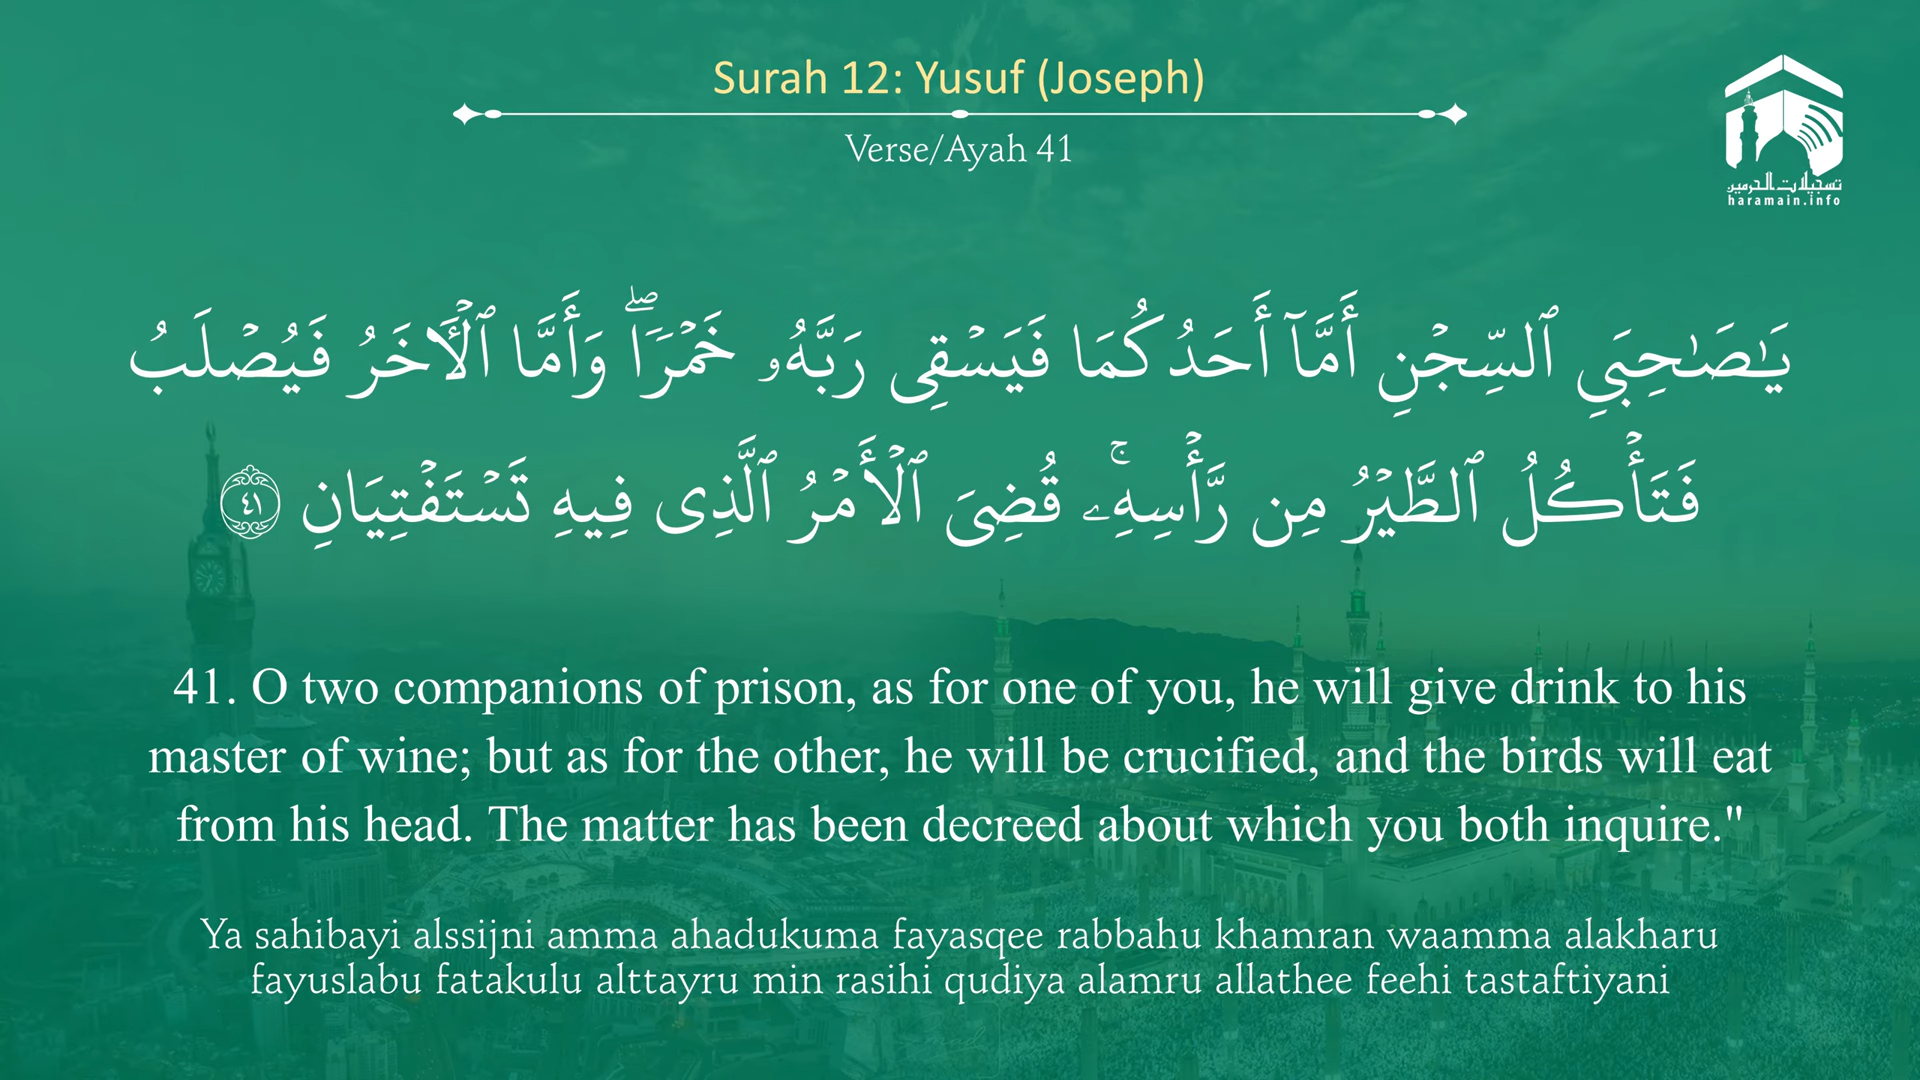 Surah 12: Yusuf (Joseph)
Verse/Ayah 41
تسجيلات الحرمين
haramain.info
يَـٰصَـٰحِبَىِ ٱلسِّجْنِ أَمَّآ أَحَدُكُمَا فَيَسْقِى رَبَّهُۥ خَمْرًۭا ۖ وَأَمَّا ٱلْـَٔاخَرُ فَيُصْلَبُ
فَتَأْكُلُ ٱلطَّيْرُ مِن رَّأْسِهِۦ ۚ قُضِىَ ٱلْأَمْرُ ٱلَّذِى فِيهِ تَسْتَفْتِيَانِ ٤١
41. O two companions of prison, as for one of you, he will give drink to his
master of wine; but as for the other, he will be crucified, and the birds will eat
from his head. The matter has been decreed about which you both inquire."
Ya sahibayi alssijni amma ahadukuma fayasqee rabbahu khamran waamma alakharu
fayuslabu fatakulu alttayru min rasihi qudiya alamru allathee feehi tastaftiyani